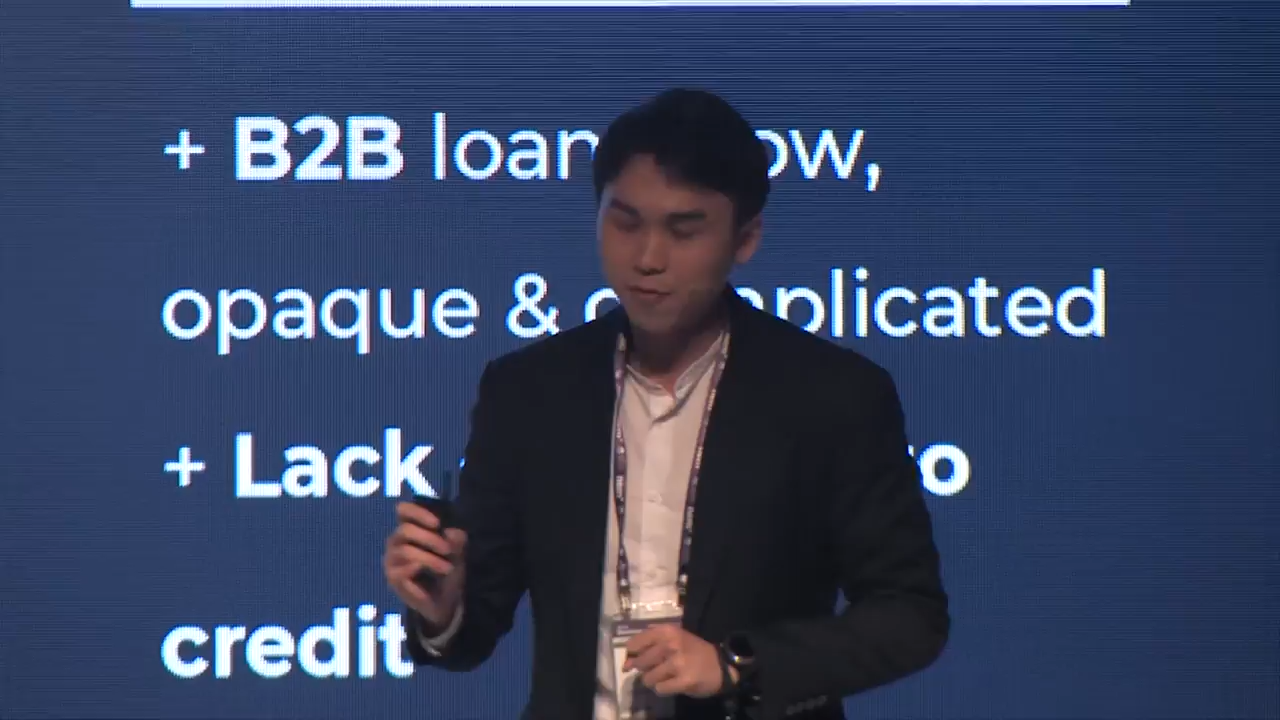 + B2B loan ow,
opaque & plicated
+ Lack
credit